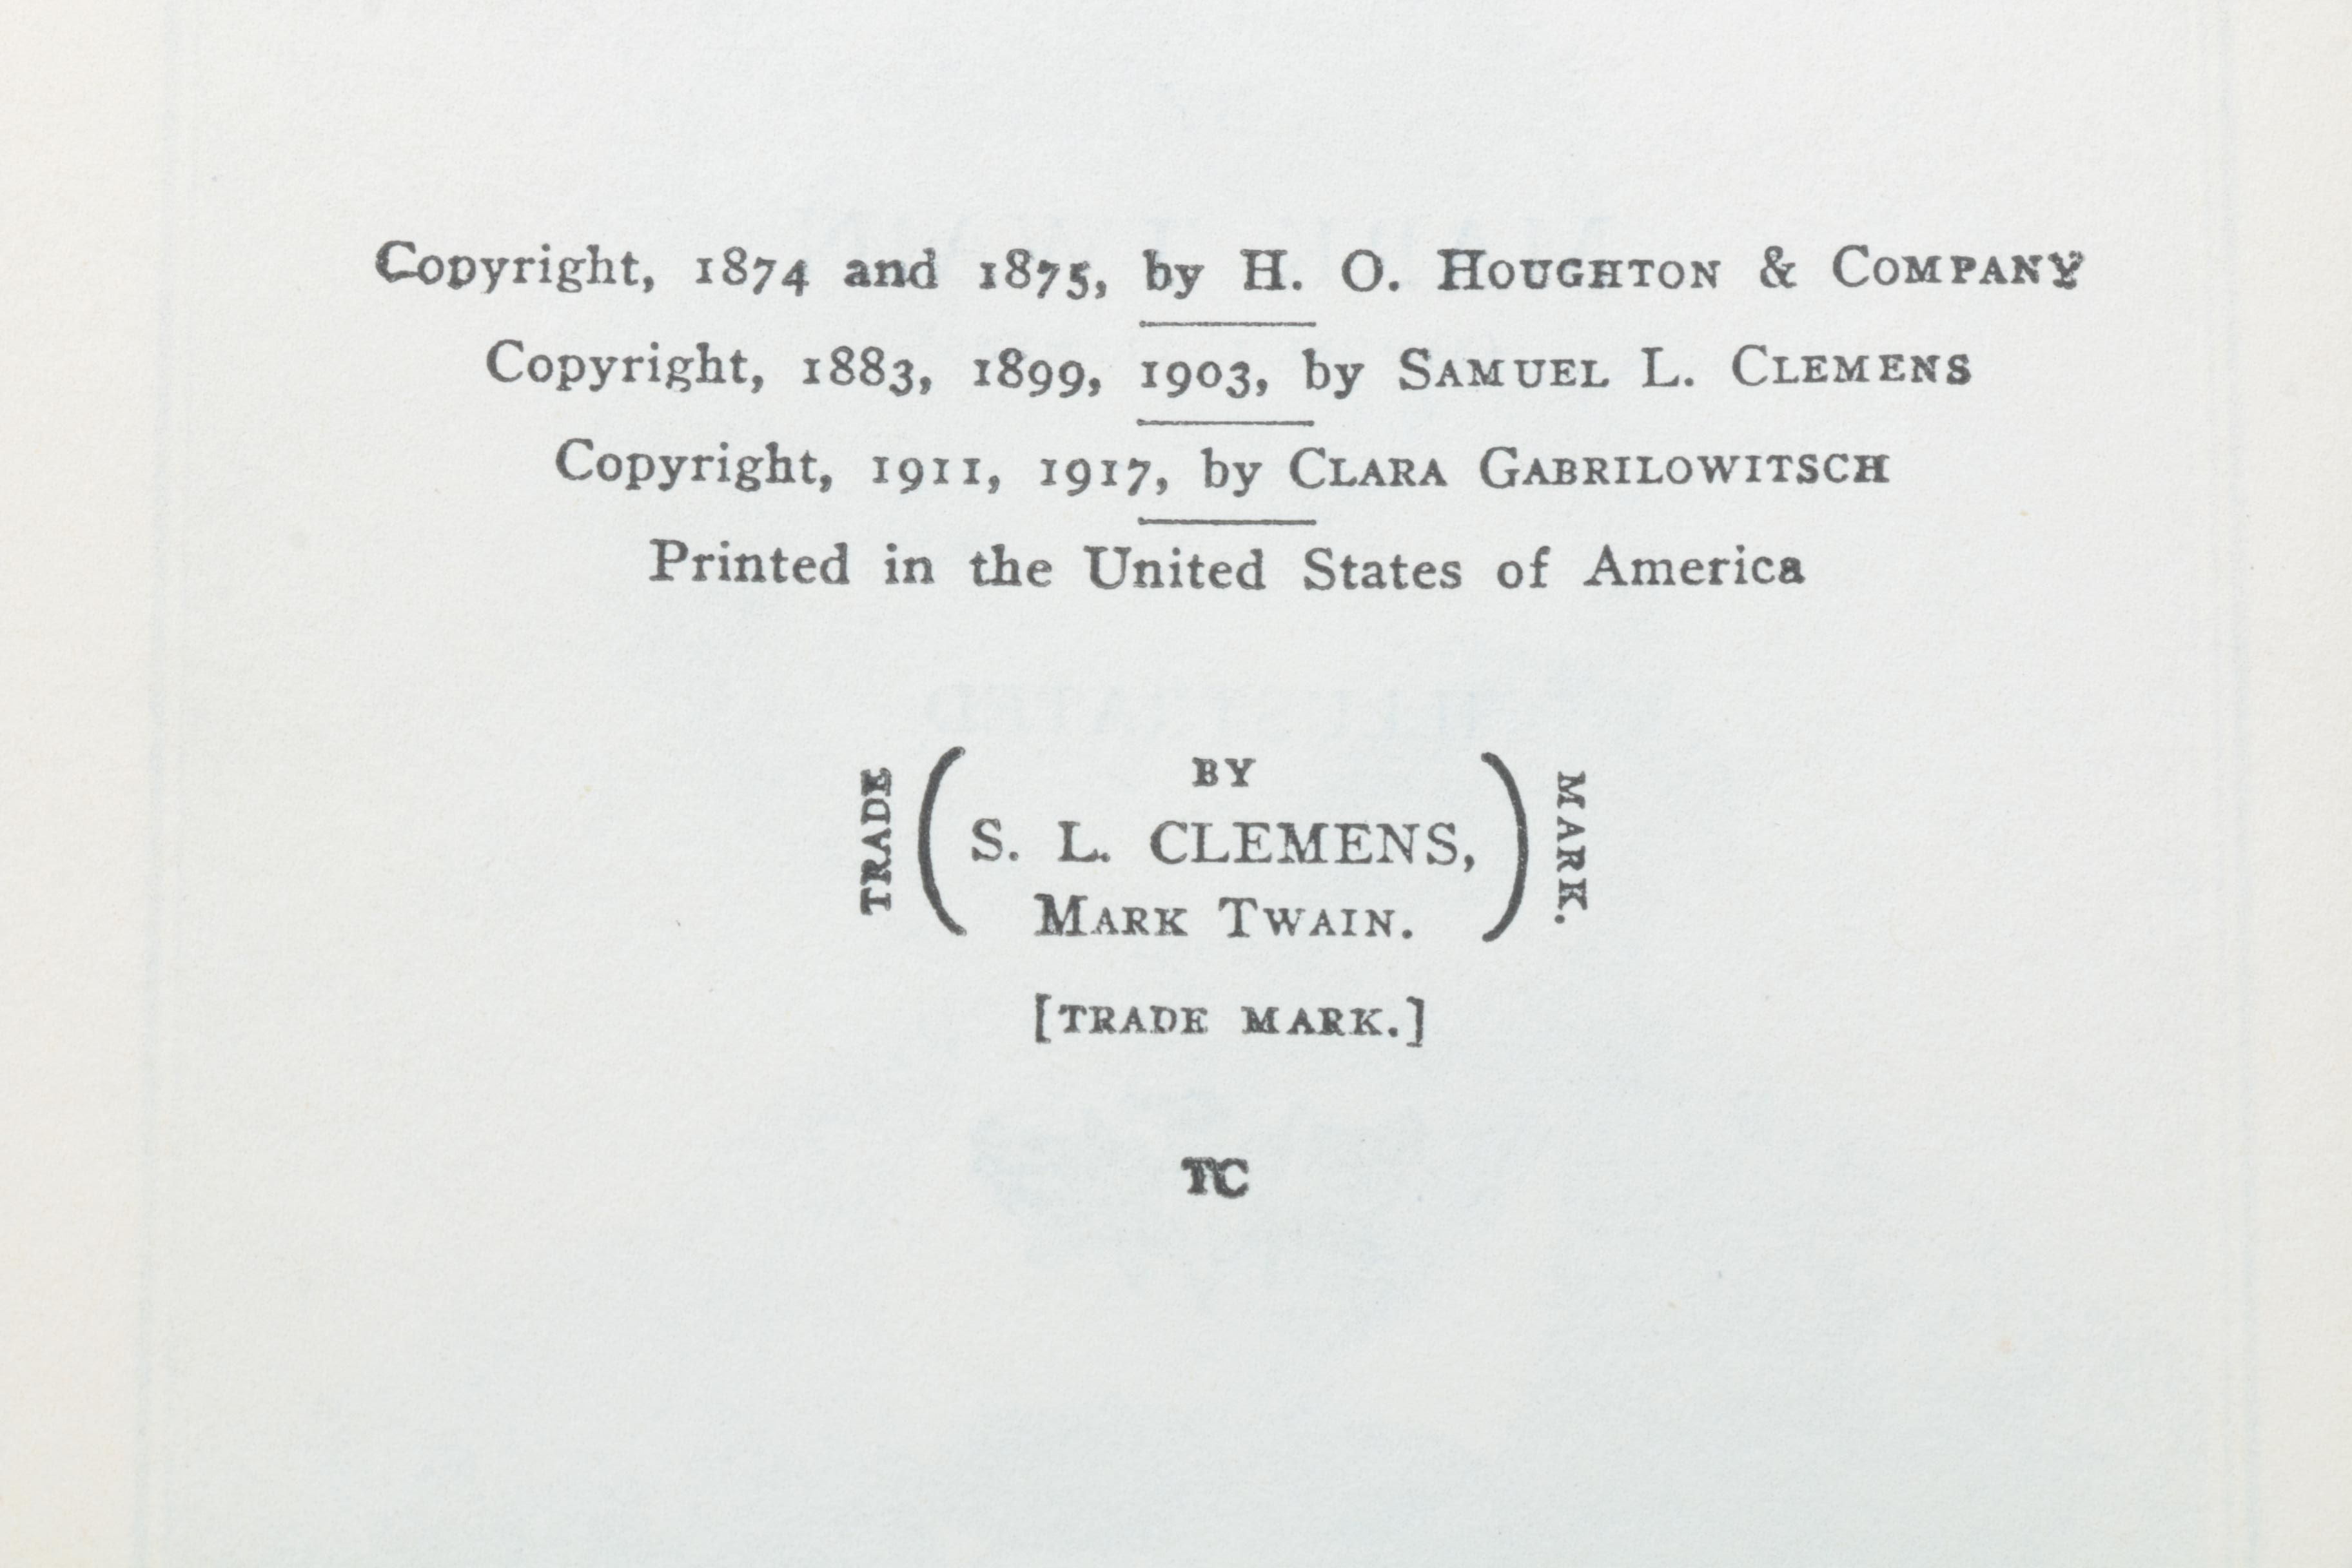 Copyright, 1874 and 1875, by H. O. Houghton & Company
Copyright, 1883, 1899, 1903, by Samuel L. Clemens
Copyright, 1911, 1917, by Clara Gabrilowitsch
Printed in the United States of America
TRADE
BY
S. L. CLEMENS,
Mark Twain.
MARK.
[TRADE MARK.]
TC